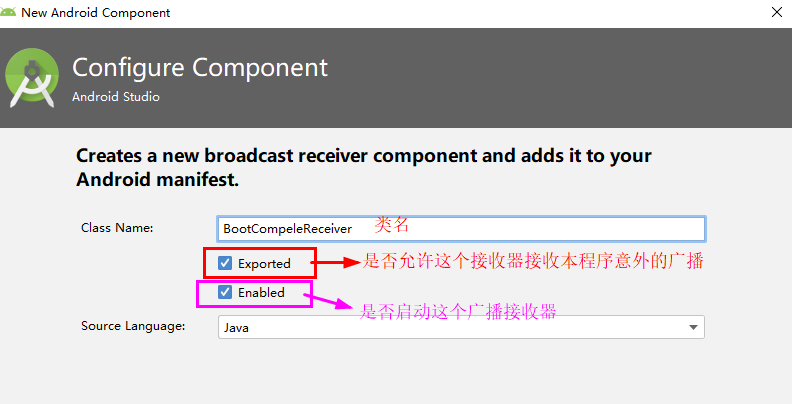 New Android Component
Configure Component
Android Studio
Creates a new broadcast receiver component and adds it to your
Android manifest.
Class Name:
BootCompeleReceiver
类名
Exported
是否允许这个接收器接收本程序意外的广播
Enabled
是否启动这个广播接收器
Source Language:
Java